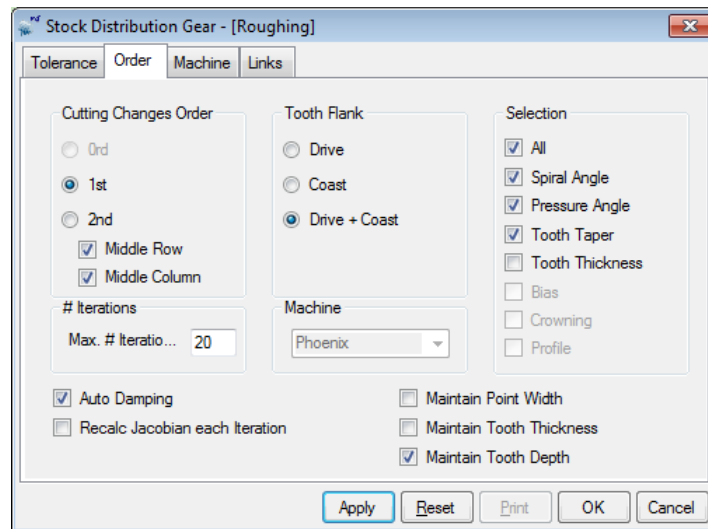 Stock Distribution Gear - [Roughing]
Tolerance Order Machine Links
Cutting Changes Order
0rd
1st
2nd
Middle Row
Middle Column
Tooth Flank
Drive
Coast
Drive + Coast
Selection
All
Spiral Angle
Pressure Angle
Tooth Taper
Tooth Thickness
Bias
Crowning
Profile
# Iterations
Max. # Iteratio... 20
Machine
Phoenix
Auto Damping
Recalc Jacobian each Iteration
Maintain Point Width
Maintain Tooth Thickness
Maintain Tooth Depth
Apply Reset Print OK Cancel